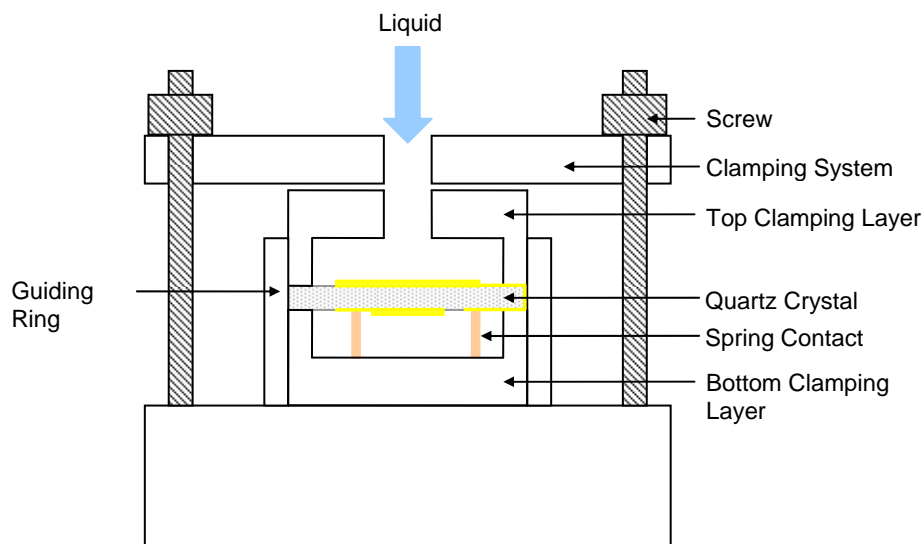 Liquid
Screw
Clamping System
Top Clamping Layer
Guiding
Ring
Quartz Crystal
Spring Contact
Bottom Clamping
Layer